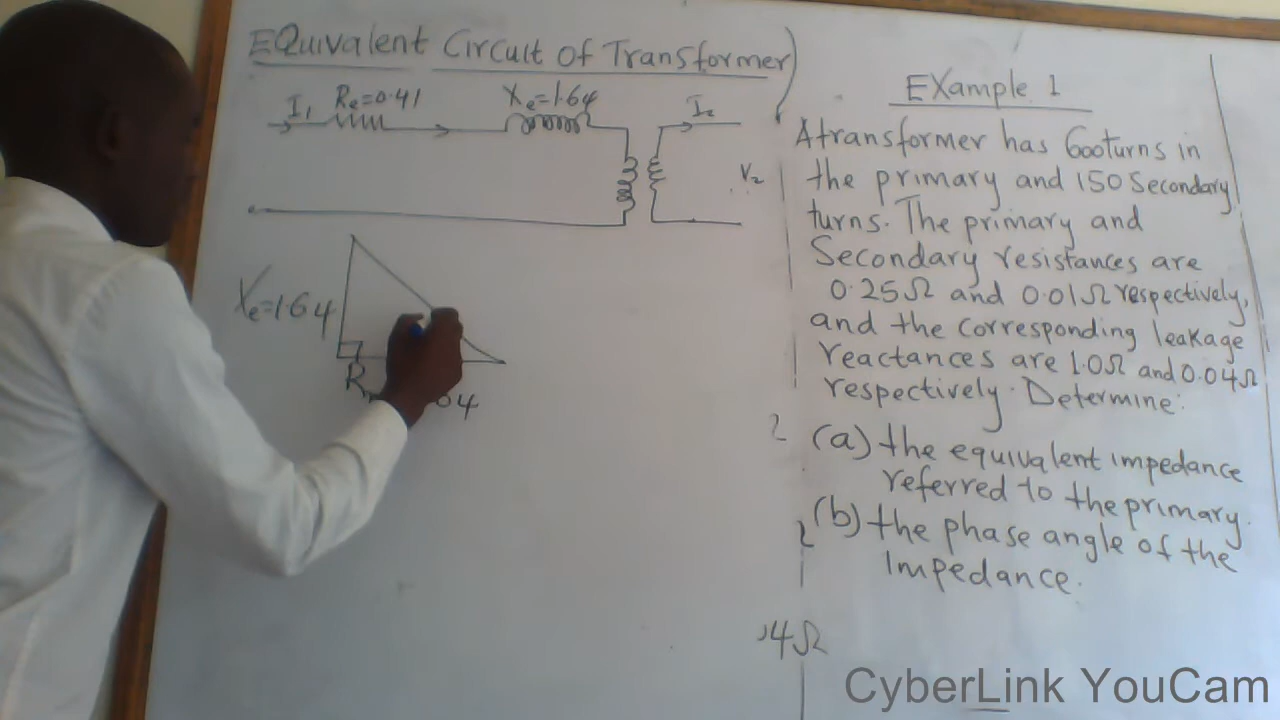 EQuivalent Circuit Of Transformer
I₁ Re=0.41 Xe=1.64 I₂
V₂
Xe=1.64
R 04
EXample 1
A transformer has 600 turns in
the primary and 150 Secondary
turns. The primary and
Secondary resistances are
0.25Ω and 0.01Ω respectively,
and the corresponding leakage
reactances are 1.0Ω and 0.04Ω
respectively. Determine:
(a) the equivalent impedance
referred to the primary.
(b) the phase angle of the
Impedance.
4Ω
CyberLink YouCam